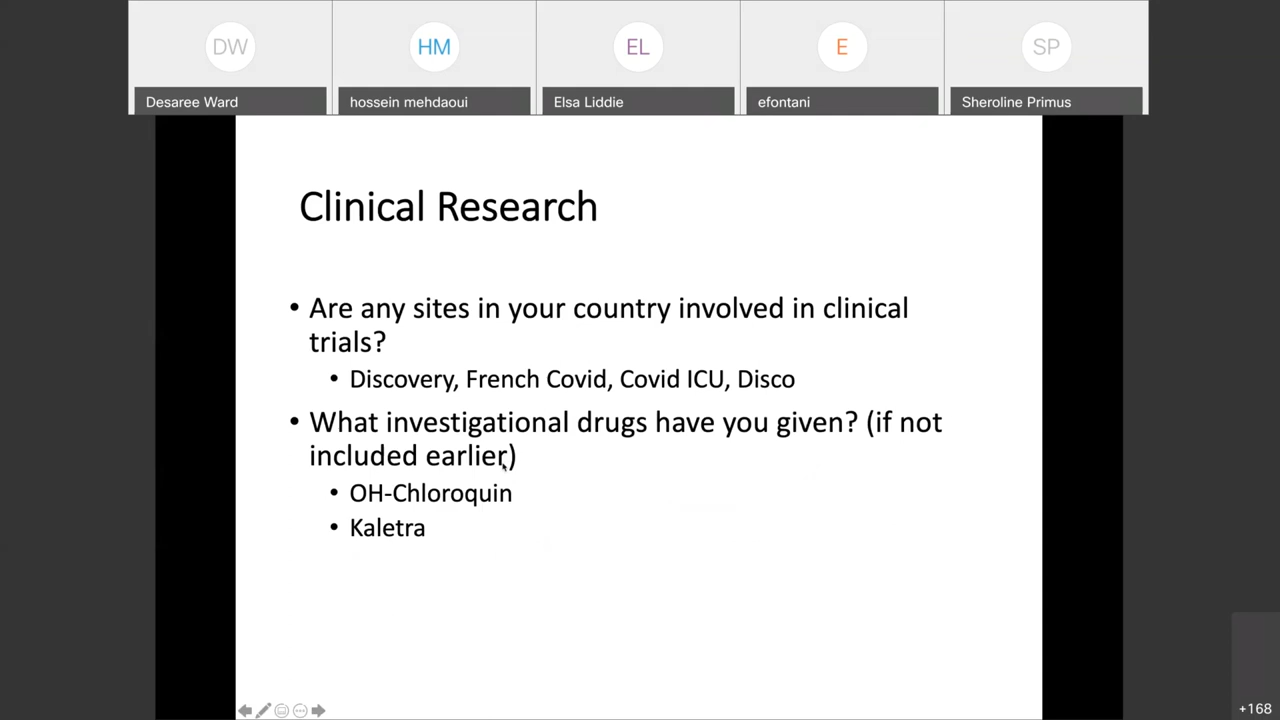 DW
HM
EL
E
SP
Desaree Ward
hossein mehdaoui
Elsa Liddie
efontani
Sheroline Primus
Clinical Research
• Are any sites in your country involved in clinical
trials?
• Discovery, French Covid, Covid ICU, Disco
• What investigational drugs have you given? (if not
included earlier)
• OH-Chloroquin
• Kaletra
+168